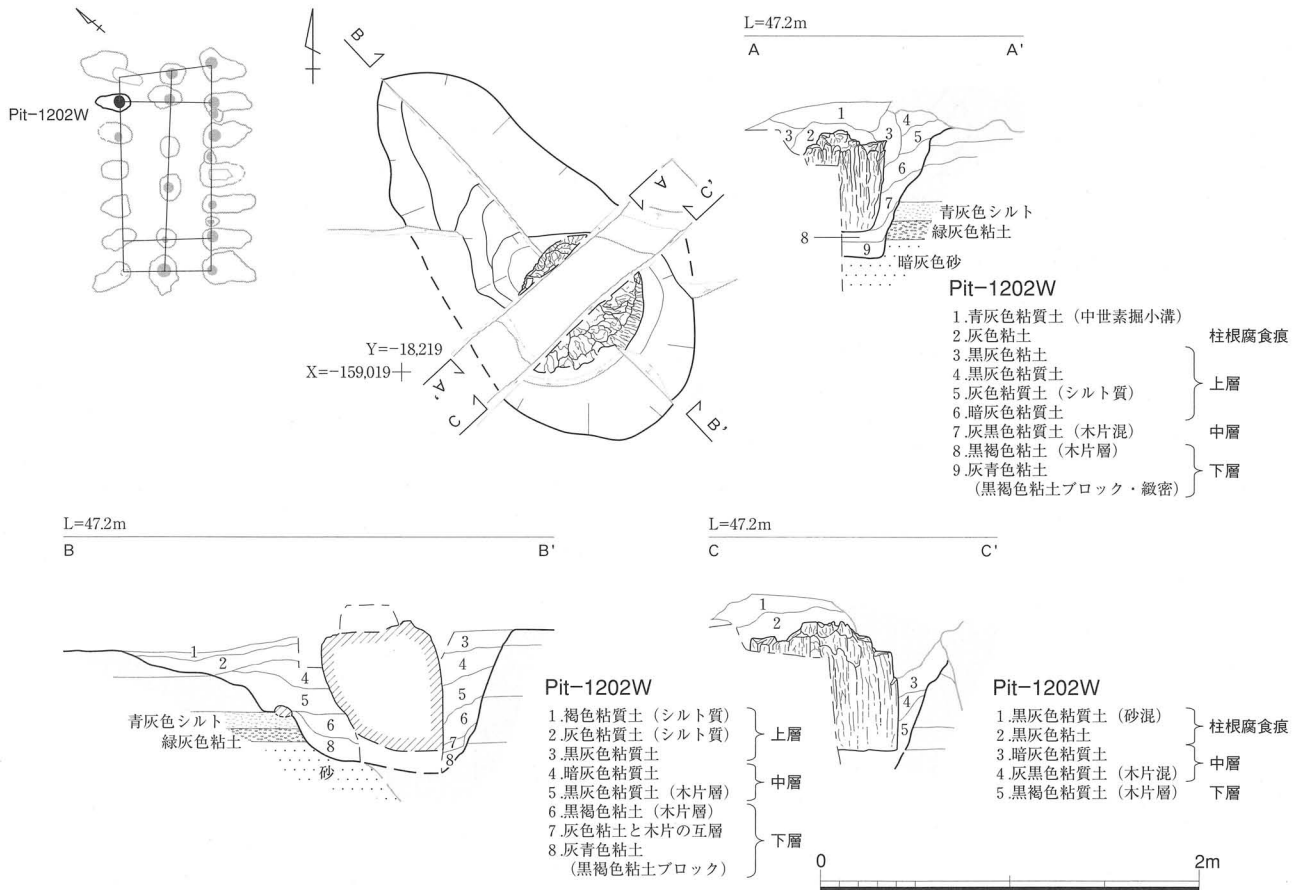 Pit-1202W
B
A
C'
Y=-18,219
X=-159,019
A'
C
B'
L=47.2m
A A'
1
3 2 3 4
5
6
7
青灰色シルト
8 緑灰色粘土
9 暗灰色砂
Pit-1202W
1.青灰色粘質土(中世素掘小溝)
2.灰色粘土 柱根腐食痕
3.黒灰色粘土
4.黒灰色粘質土
上層
5.灰色粘質土(シルト質)
6.暗灰色粘質土
7.灰黒色粘質土(木片混) 中層
8.黒褐色粘土(木片層)
下層
9.灰青色粘土
(黒褐色粘土ブロック・緻密)
L=47.2m
B B'
1
2
3
4 4
5 5
6 6
7
8 8
青灰色シルト
緑灰色粘土
砂
Pit-1202W
1.褐色粘質土(シルト質)
2.灰色粘質土(シルト質) 上層
3.黒灰色粘質土
4.暗灰色粘質土
中層
5.黒灰色粘質土(木片層)
6.黒褐色粘土(木片層)
7.灰色粘土と木片の互層
下層
8.灰青色粘土
(黒褐色粘土ブロック)
L=47.2m
C C'
1
2
3
4
5
Pit-1202W
1.黒灰色粘質土(砂混)
柱根腐食痕
2.黒灰色粘土
3.暗灰色粘質土
中層
4.灰黒色粘質土(木片混)
5.黒褐色粘質土(木片層) 下層
0 2m